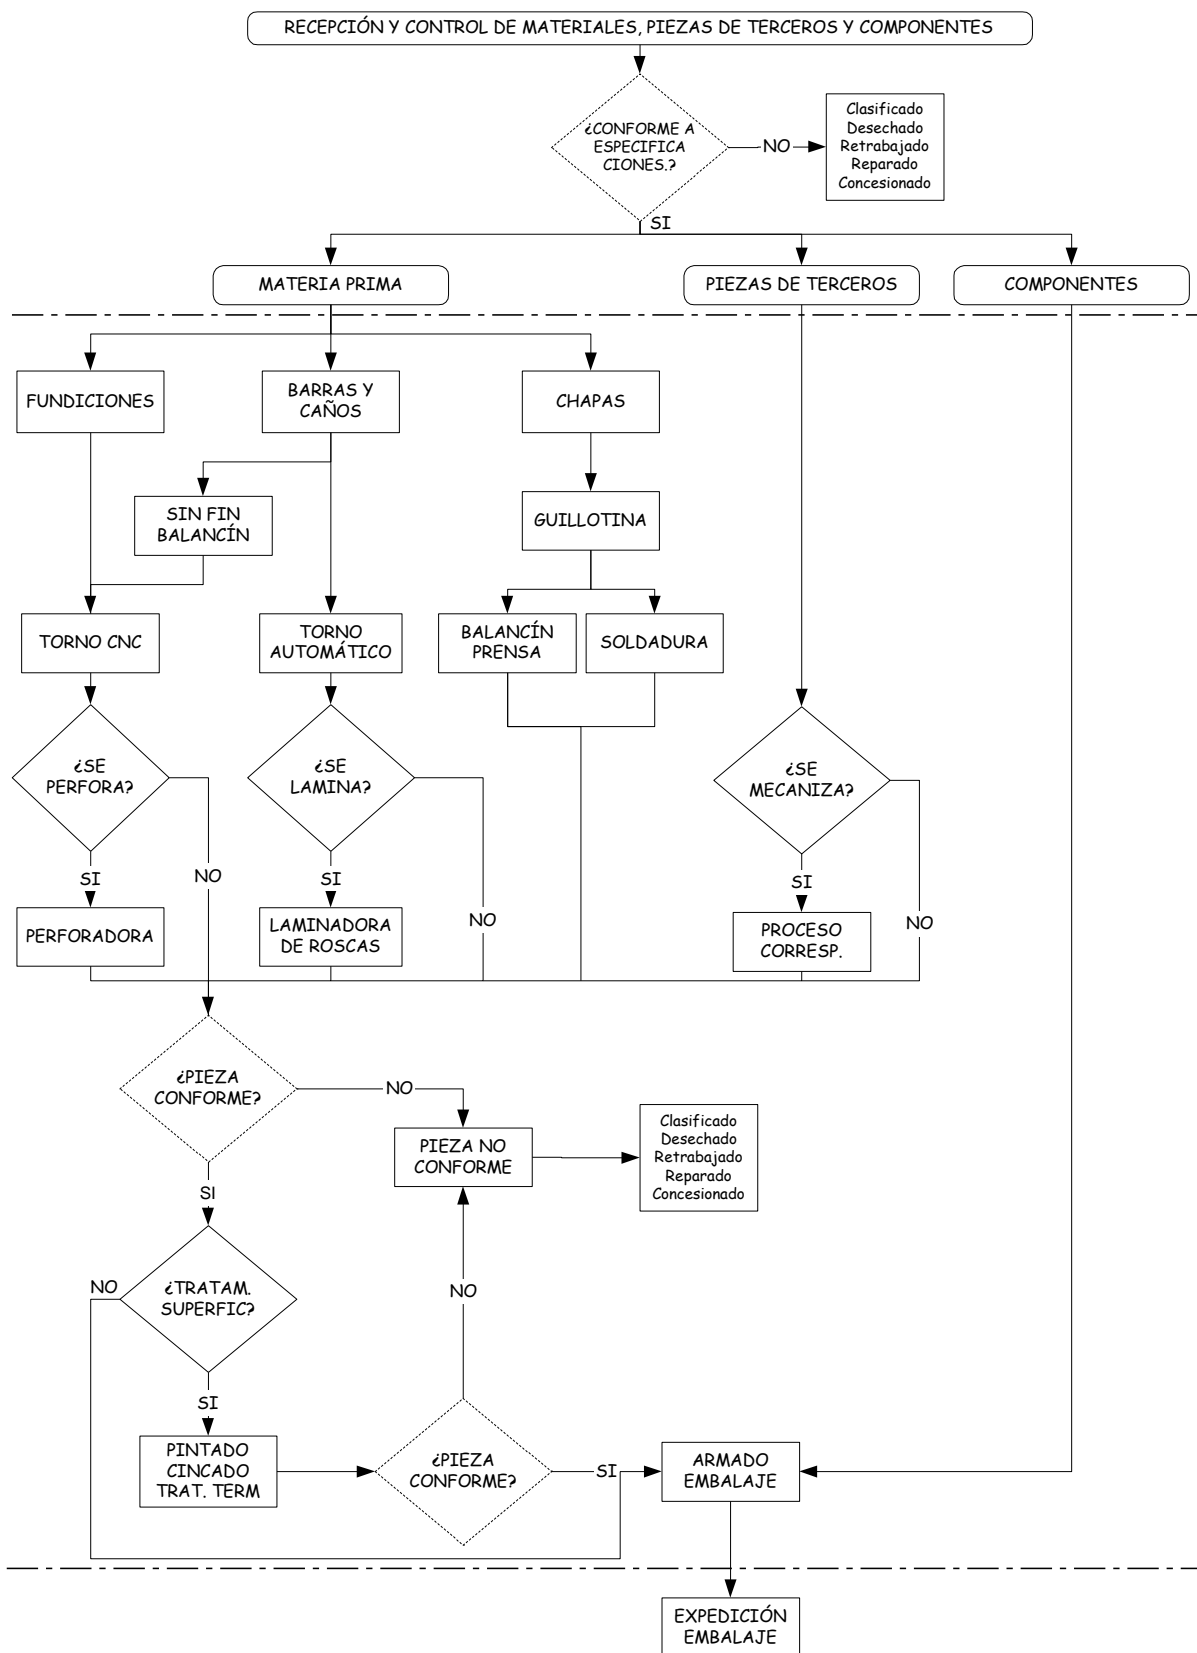 RECEPCIÓN Y CONTROL DE MATERIALES, PIEZAS DE TERCEROS Y COMPONENTES
¿CONFORME A
ESPECIFICA
CIONES.?
NO
Clasificado
Desechado
Retrabajado
Reparado
Concesionado
SI
MATERIA PRIMA
PIEZAS DE TERCEROS
COMPONENTES
FUNDICIONES
BARRAS Y
CAÑOS
CHAPAS
SIN FIN
BALANCÍN
GUILLOTINA
TORNO CNC
TORNO
AUTOMÁTICO
BALANCÍN
PRENSA
SOLDADURA
¿SE
PERFORA?
¿SE
LAMINA?
¿SE
MECANIZA?
SI
NO
SI
NO
SI
NO
PERFORADORA
LAMINADORA
DE ROSCAS
PROCESO
CORRESP.
¿PIEZA
CONFORME?
NO
PIEZA NO
CONFORME
Clasificado
Desechado
Retrabajado
Reparado
Concesionado
SI
NO
¿TRATAM.
SUPERFIC?
NO
SI
PINTADO
CINCADO
TRAT. TERM
¿PIEZA
CONFORME?
SI
ARMADO
EMBALAJE
EXPEDICIÓN
EMBALAJE